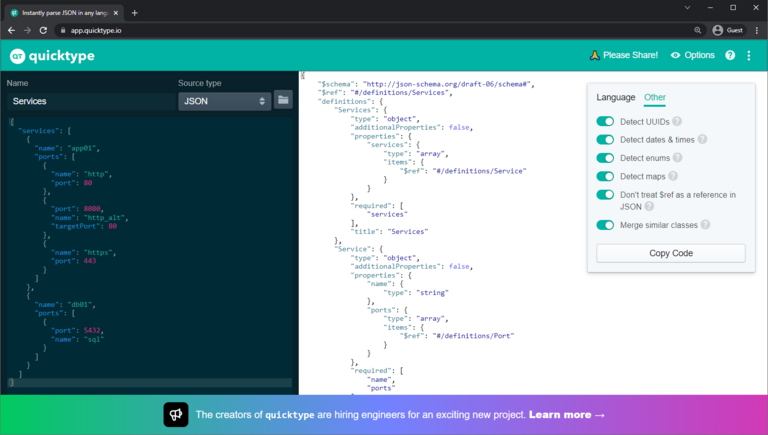 Instantly parse JSON in any lang
Guest
app.quicktype.io
QT quicktype
Please Share!
Options
Name
Source type
Services
JSON
{
"services": [
{
"name": "app01",
"ports": [
{
"name": "http",
"port": 80
},
{
"port": 8080,
"name": "http_alt",
"targetPort": 80
},
{
"name": "https",
"port": 443
}
]
},
{
"name": "db01",
"ports": [
{
"port": 5432,
"name": "sql"
}
]
}
]
}
{
"$schema": "http://json-schema.org/draft-06/schema#",
"$ref": "#/definitions/Services",
"definitions": {
"Services": {
"type": "object",
"additionalProperties": false,
"properties": {
"services": {
"type": "array",
"items": {
"$ref": "#/definitions/Service"
}
}
},
"required": [
"services"
],
"title": "Services"
},
"Service": {
"type": "object",
"additionalProperties": false,
"properties": {
"name": {
"type": "string"
},
"ports": {
"type": "array",
"items": {
"$ref": "#/definitions/Port"
}
}
},
"required": [
"name",
"ports"
Language Other
Detect UUIDs ?
Detect dates & times ?
Detect enums ?
Detect maps ?
Don't treat $ref as a reference in
JSON ?
Merge similar classes ?
Copy Code
The creators of quicktype are hiring engineers for an exciting new project. Learn more →